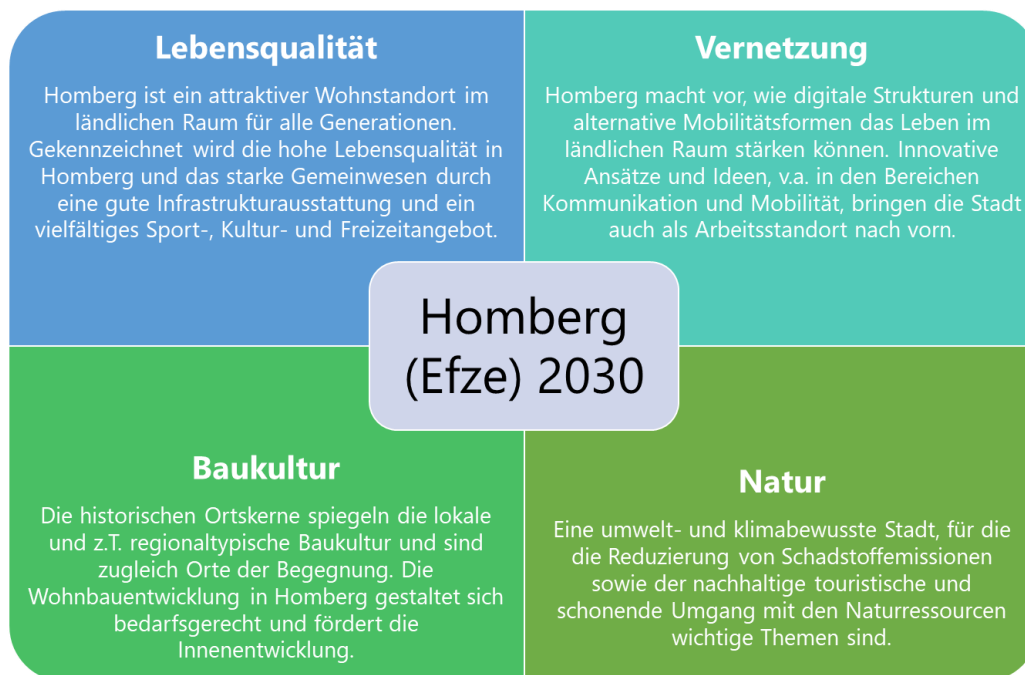 Lebensqualität
Homberg ist ein attraktiver Wohnstandort im
ländlichen Raum für alle Generationen.
Gekennzeichnet wird die hohe Lebensqualität in
Homberg und das starke Gemeinwesen durch
eine gute Infrastrukturausstattung und ein
vielfältiges Sport-, Kultur- und Freizeitangebot.
Vernetzung
Homberg macht vor, wie digitale Strukturen und
alternative Mobilitätsformen das Leben im
ländlichen Raum stärken können. Innovative
Ansätze und Ideen, v.a. in den Bereichen
Kommunikation und Mobilität, bringen die Stadt
auch als Arbeitsstandort nach vorn.
Homberg
(Efze) 2030
Baukultur
Die historischen Ortskerne spiegeln die lokale
und z.T. regionaltypische Baukultur und sind
zugleich Orte der Begegnung. Die
Wohnbauentwicklung in Homberg gestaltet sich
bedarfsgerecht und fördert die
Innenentwicklung.
Natur
Eine umwelt- und klimabewusste Stadt, für die
die Reduzierung von Schadstoffemissionen
sowie der nachhaltige touristische und
schonende Umgang mit den Naturressourcen
wichtige Themen sind.